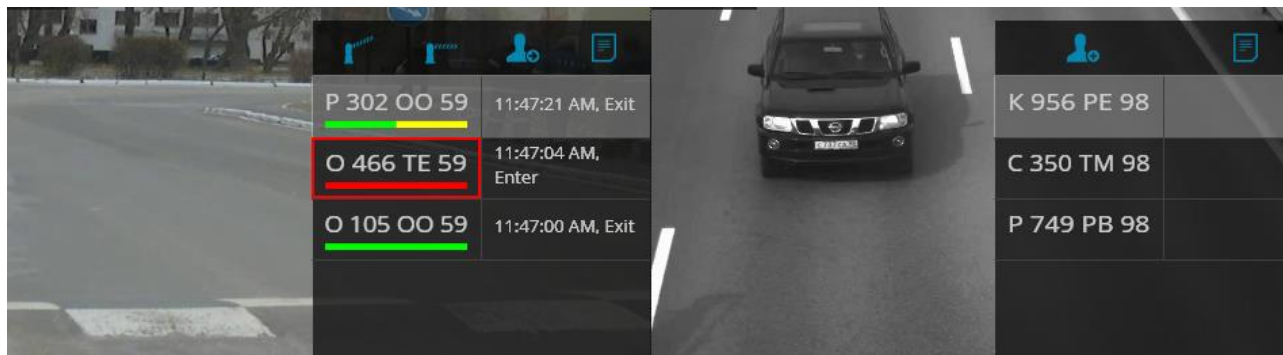 P 302 OO 59
11:47:21 AM, Exit
O 466 TE 59
11:47:04 AM,
Enter
O 105 OO 59
11:47:00 AM, Exit
K 956 PE 98
C 350 TM 98
P 749 PB 98